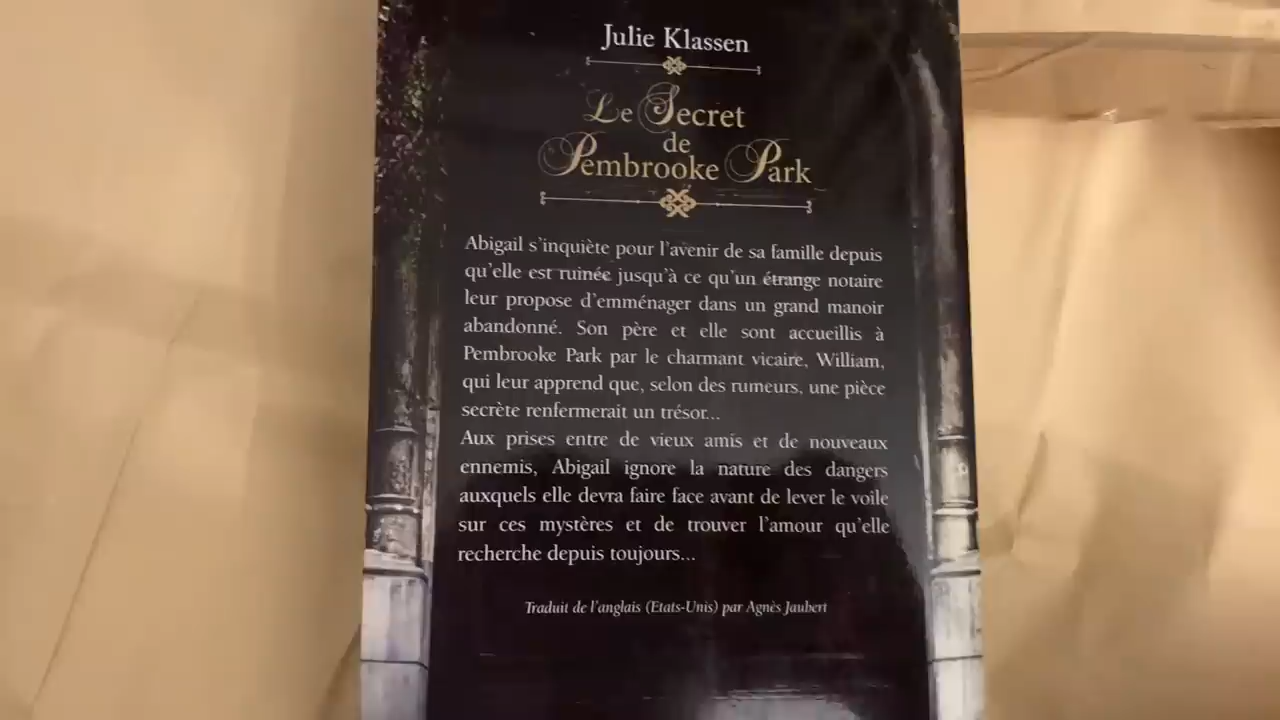 Julie Klassen
Le Secret
de
Pembrooke Park
Abigail s'inquiète pour l'avenir de sa famille depuis
qu'elle est ruinée jusqu'à ce qu'un étrange notaire
leur propose d'emménager dans un grand manoir
abandonné. Son père et elle sont accueillis à
Pembrooke Park par le charmant vicaire, William,
qui leur apprend que, selon des rumeurs, une pièce
secrète renfermerait un trésor...
Aux prises entre de vieux amis et de nouveaux
ennemis, Abigail ignore la nature des dangers
auxquels elle devra faire face avant de lever le voile
sur ces mystères et de trouver l'amour qu'elle
recherche depuis toujours...
Traduit de l'anglais (Etats-Unis) par Agnès Jaubert